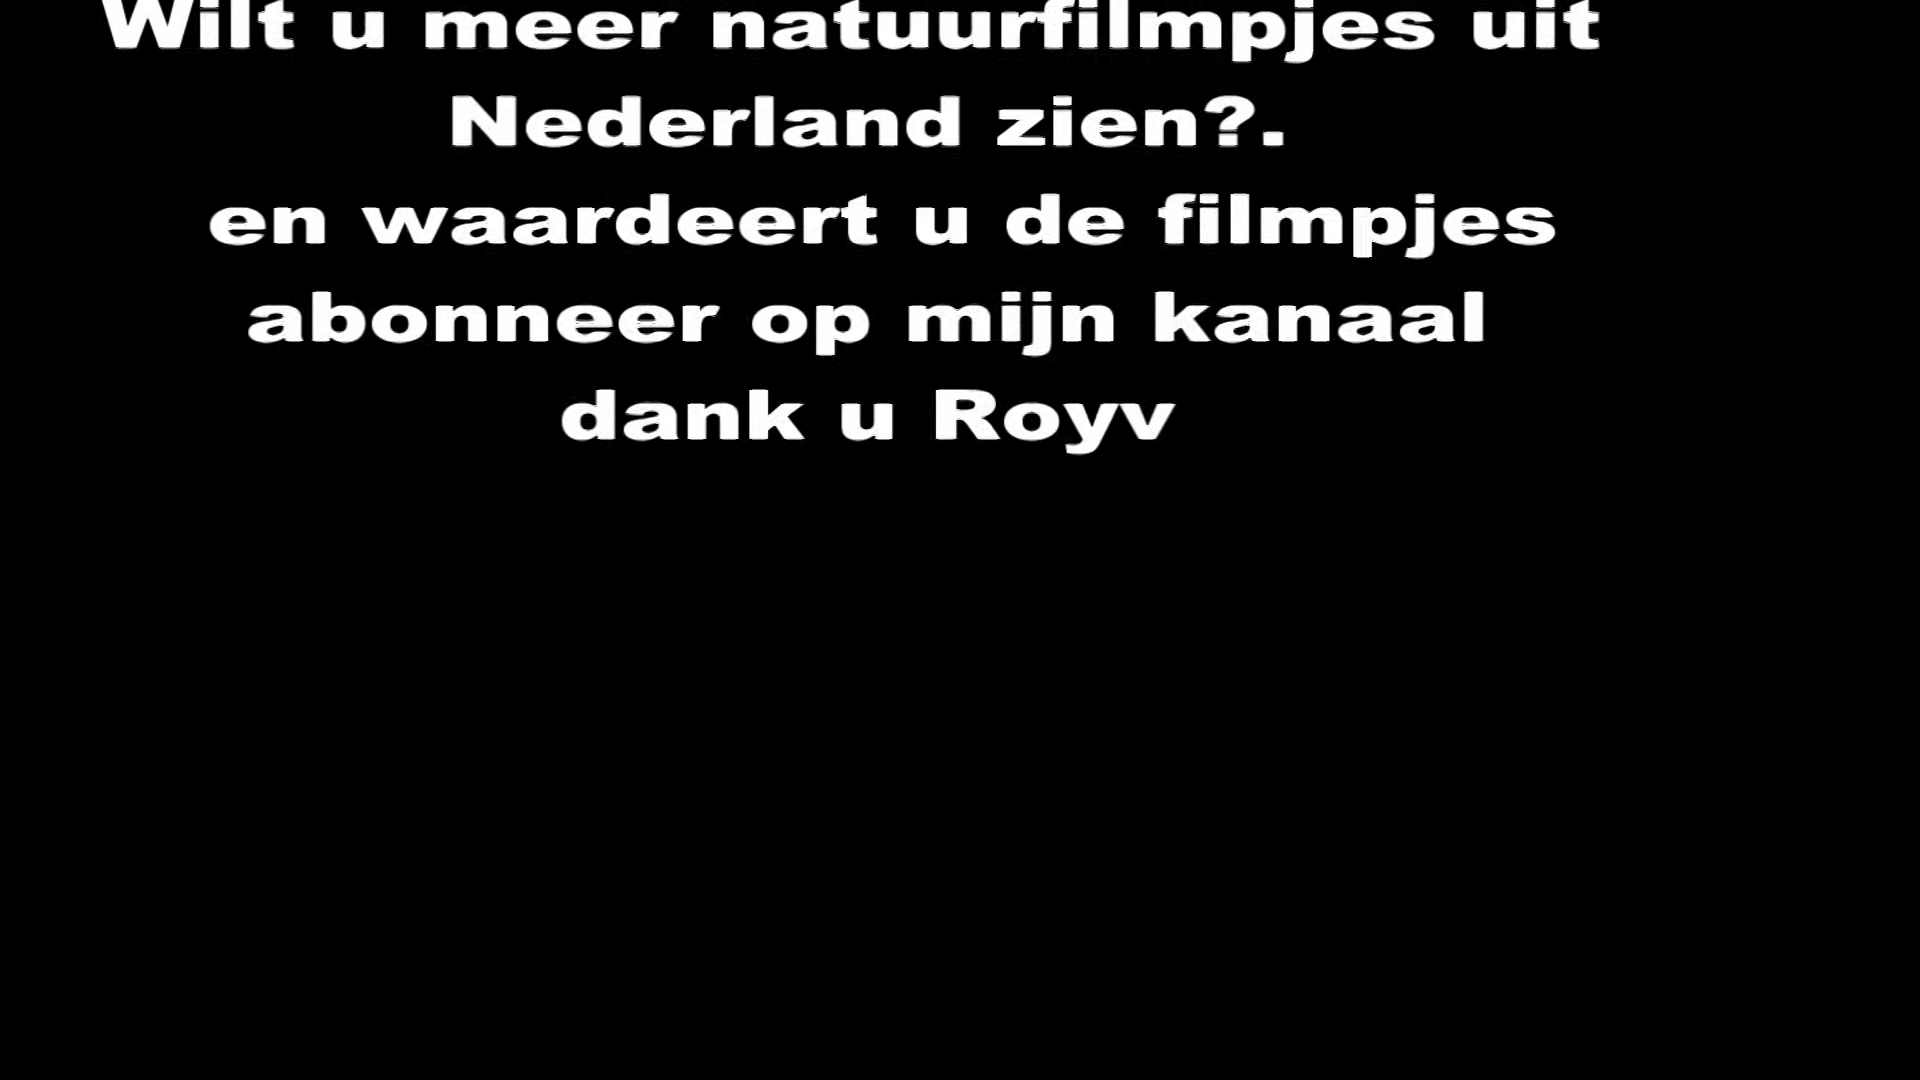 Wilt u meer natuurfilmpjes uit
Nederland zien?.
en waardeert u de filmpjes
abonneer op mijn kanaal
dank u Royv